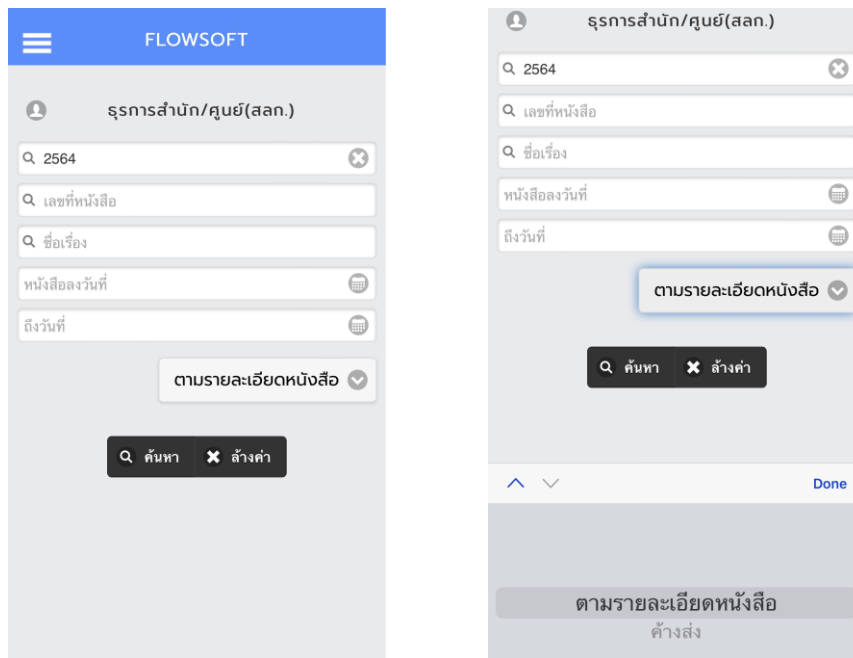 FLOWSOFT
ธุรการสำนัก/ศูนย์(สลก.)
2564
เลขที่หนังสือ
ชื่อเรื่อง
หนังสือลงวันที่
ถึงวันที่
ตามรายละเอียดหนังสือ
ค้นหา ล้างค่า
ธุรการสำนัก/ศูนย์(สลก.)
2564
เลขที่หนังสือ
ชื่อเรื่อง
หนังสือลงวันที่
ถึงวันที่
ตามรายละเอียดหนังสือ
ค้นหา ล้างค่า
Done
ตามรายละเอียดหนังสือ
ค้างส่ง